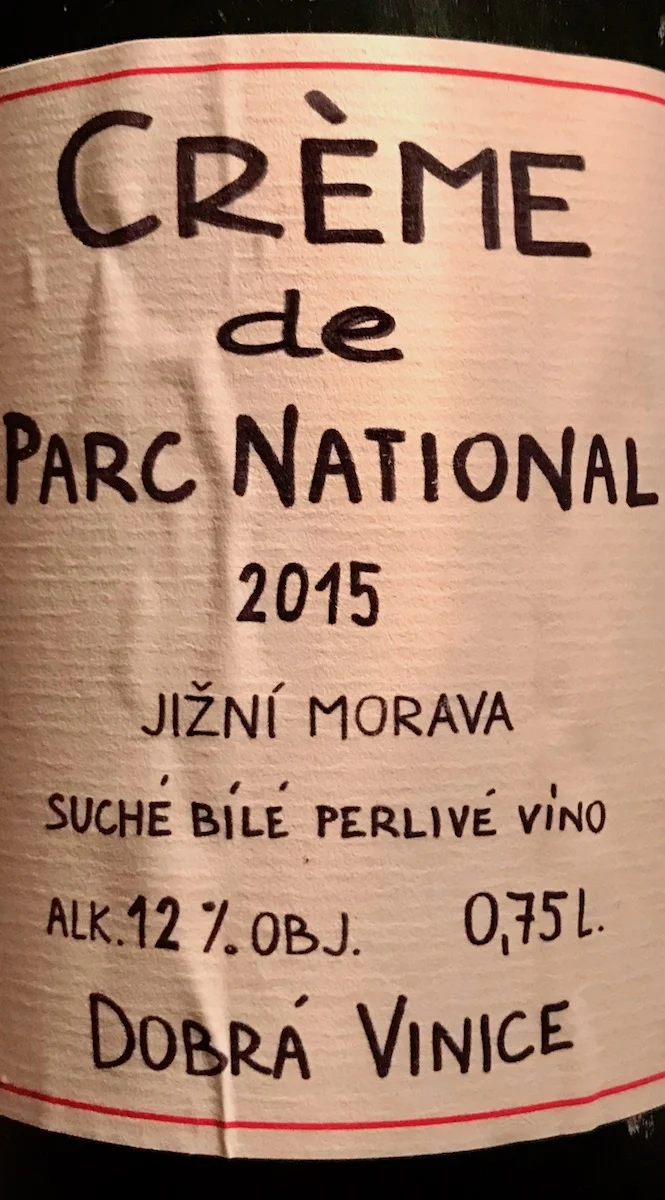 CRÈME
de
PARC NATIONAL
2015
JIŽNÍ MORAVA
SUCHÉ BÍLÉ PERLIVÉ VÍNO
ALK. 12 % OBJ. 0,75 L.
DOBRÁ VINICE